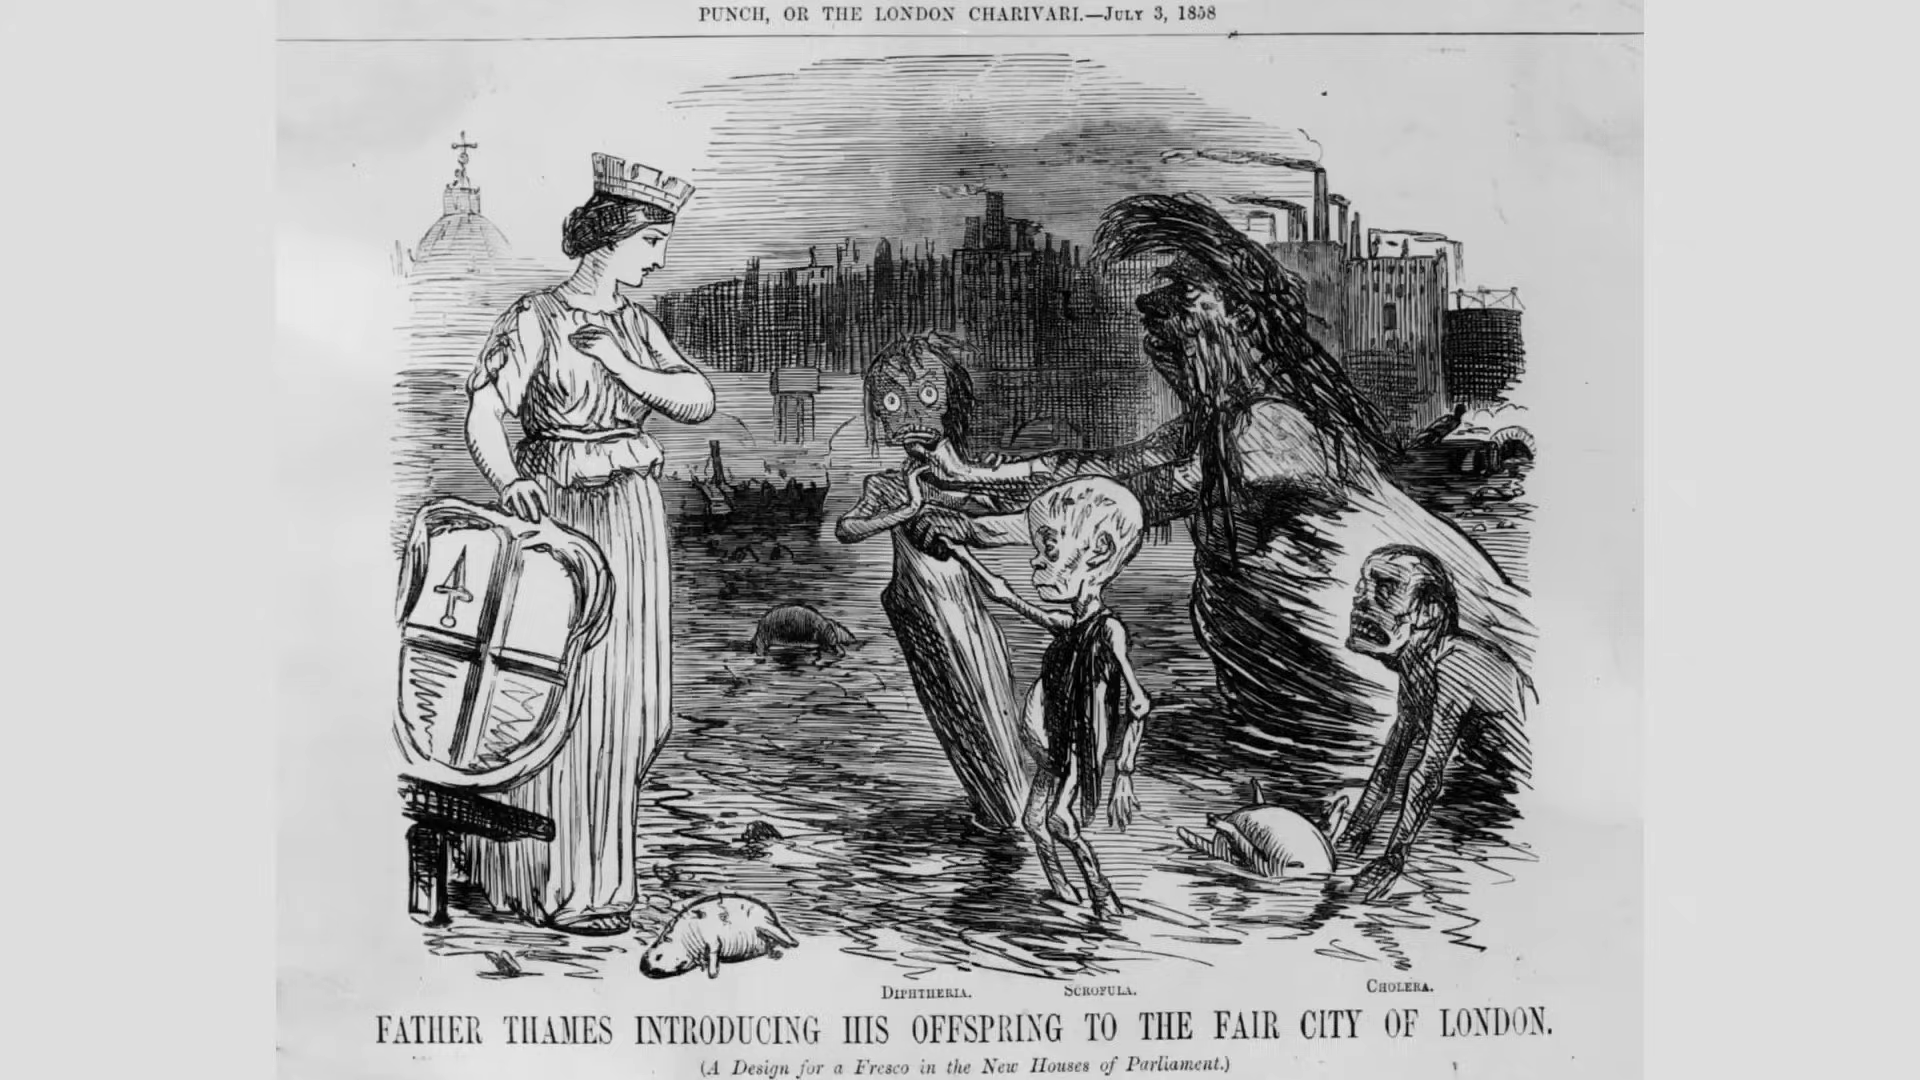 PUNCH, OR THE LONDON CHARIVARI.—JULY 3, 1858
DIPHTHERIA. SCROFULA. CHOLERA.
FATHER THAMES INTRODUCING HIS OFFSPRING TO THE FAIR CITY OF LONDON.
(A Design for a Fresco in the New Houses of Parliament.)